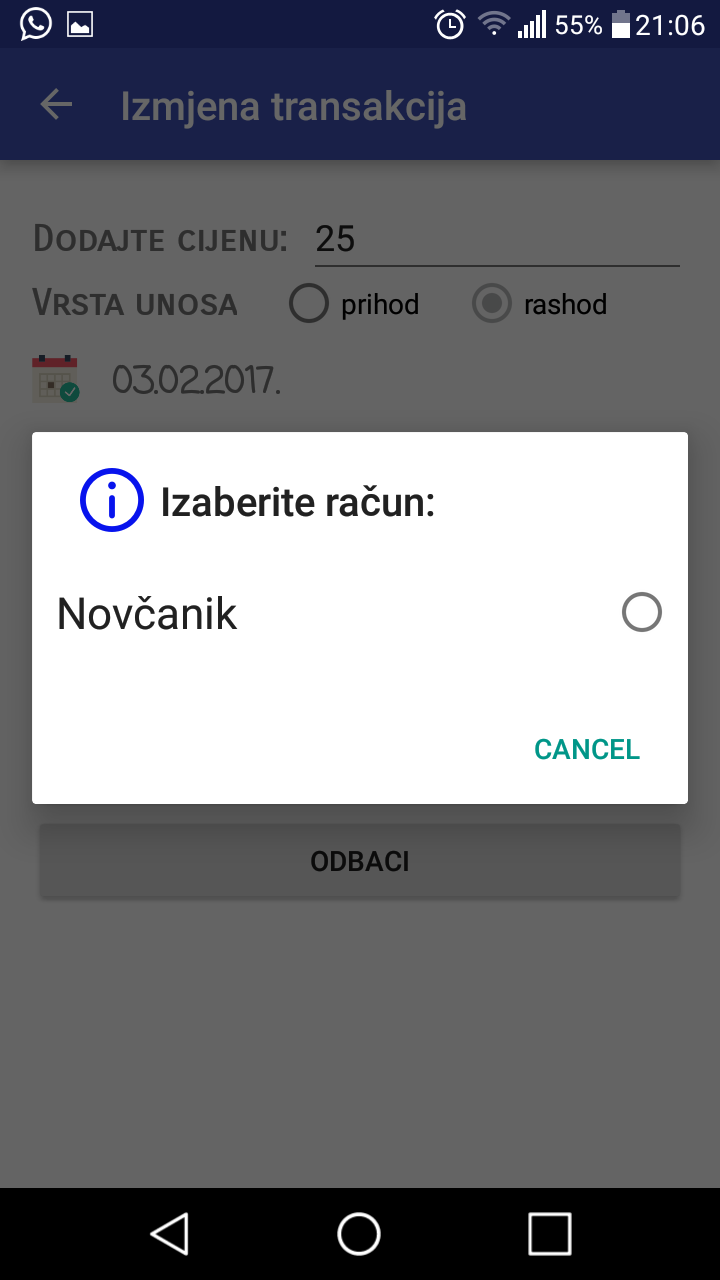 55% 21:06
Izmjena transakcija
DODAJTE CIJENU: 25
VRSTA UNOSA prihod rashod
03.02.2017.
Izaberite račun:
Novčanik
CANCEL
ODBACI